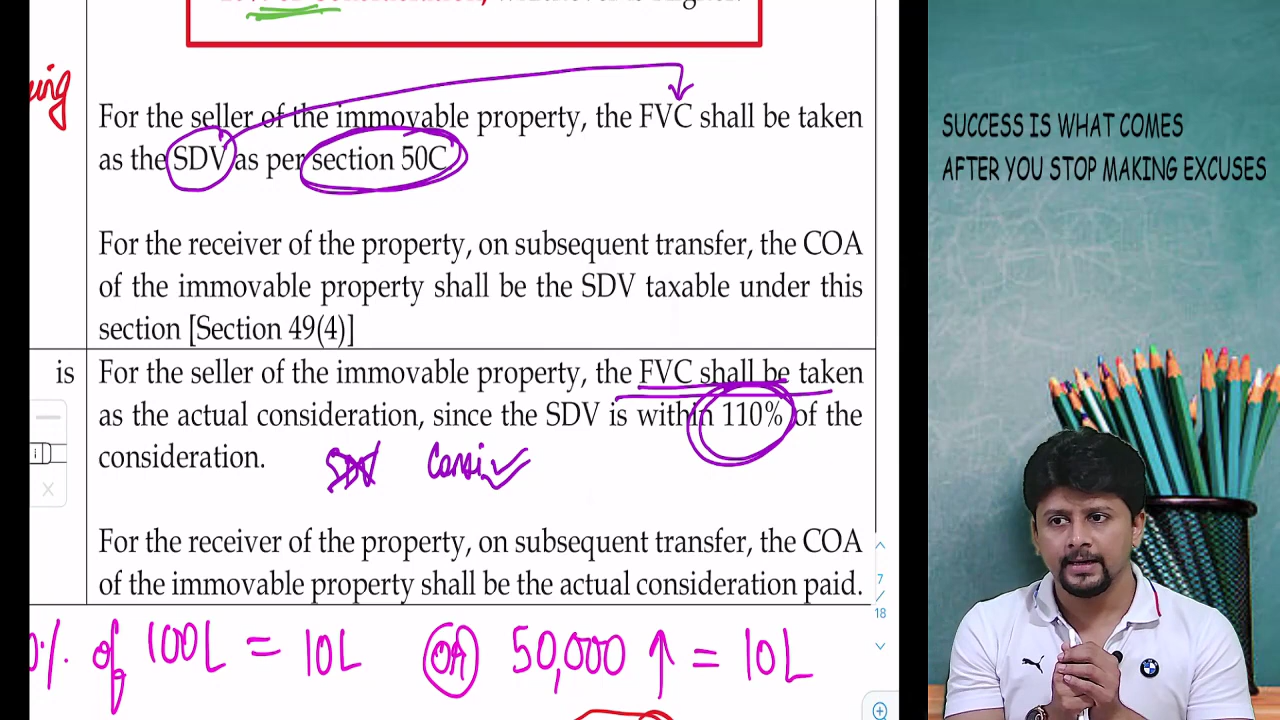 For the seller of the immovable property, the FVC shall be taken
as the SDV as per section 50C.
For the receiver of the property, on subsequent transfer, the COA
of the immovable property shall be the SDV taxable under this
section [Section 49(4)]
is
For the seller of the immovable property, the FVC shall be taken
as the actual consideration, since the SDV is within 110% of the
consideration.
SDV Consi
For the receiver of the property, on subsequent transfer, the COA
of the immovable property shall be the actual consideration paid.
0% of 100L = 10L OR 50,000 ↑ = 10L
7
/
18
SUCCESS IS WHAT COMES
AFTER YOU STOP MAKING EXCUSES